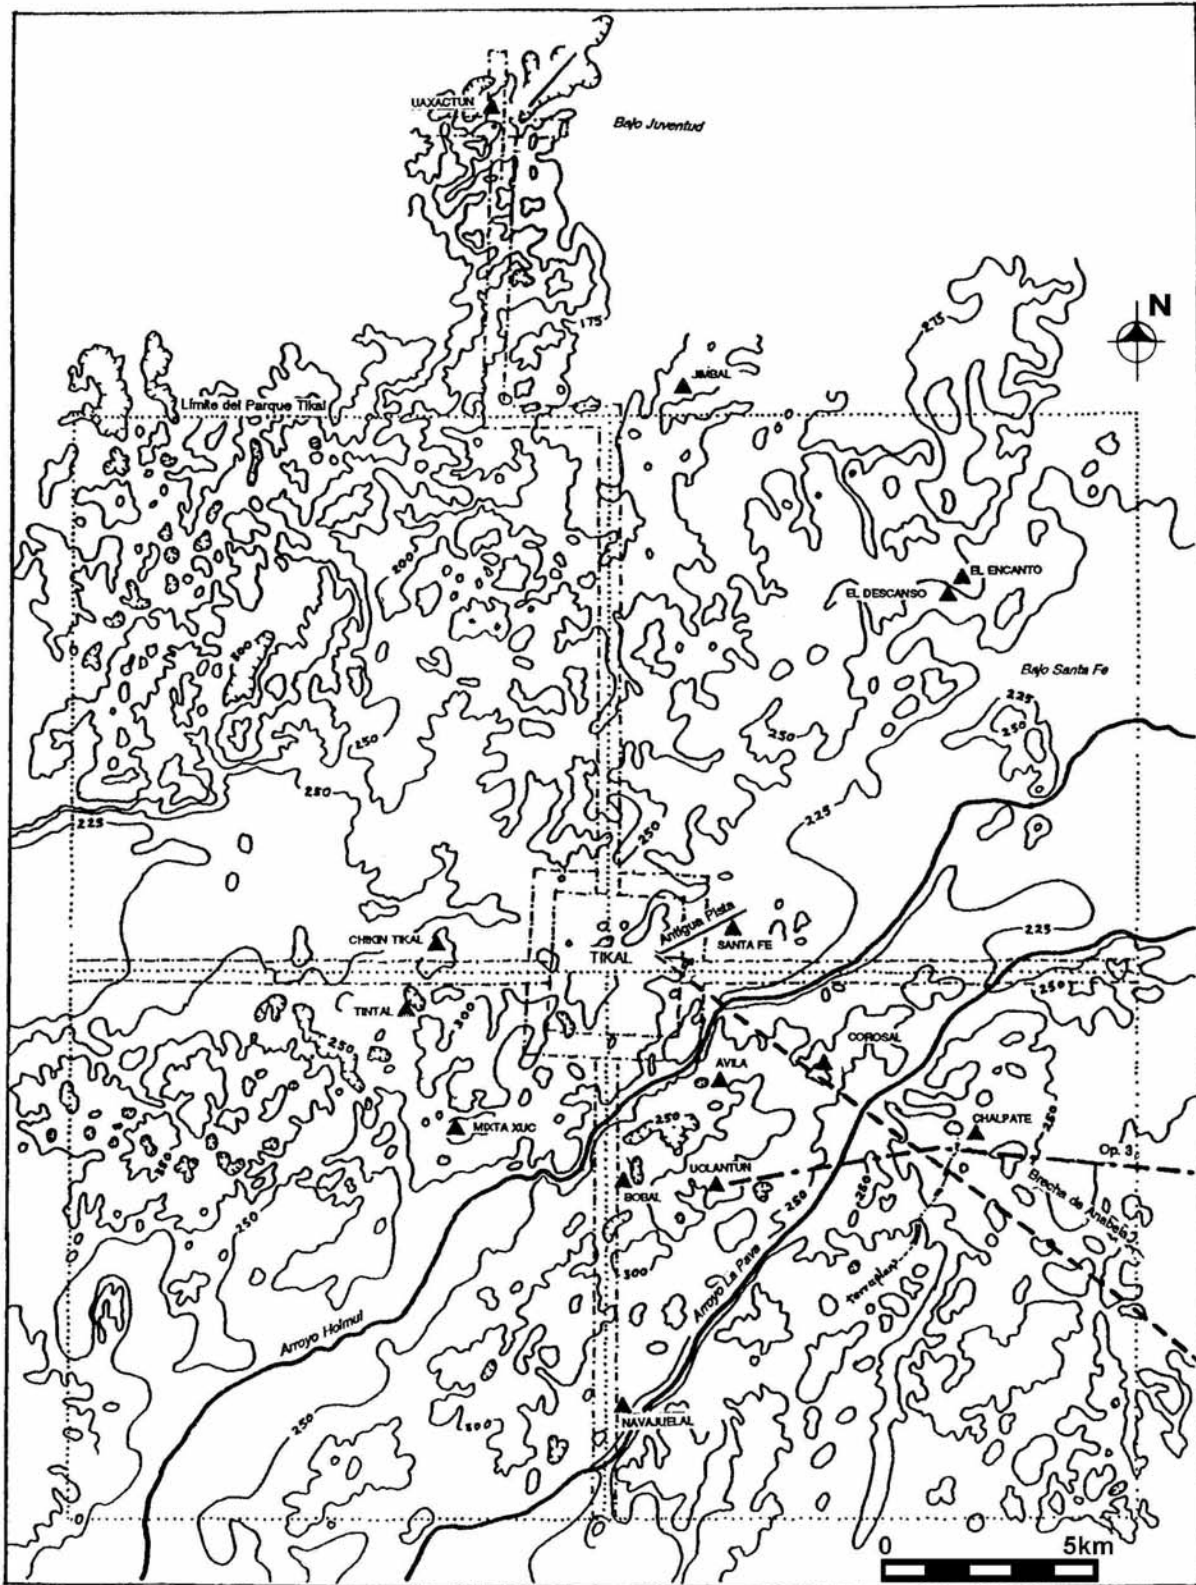 UAXACTUN
Bajo Juventud
N
275
175
JIMBAL
Límite del Parque Tikal
200
EL ENCANTO
EL DESCANSO
300
Bajo Santa Fe
225
250
250
250
250
225
225
250
Antigua Pista
SANTA FE
CHIKIN TIKAL
TIKAL
225
250
TINTAL
300
250
COROSAL
AVILA
250
CHALPATE
MIXTA XUC
250
250
Op. 3
UOLANTUN
BOBAL
250
250
Brecha de Anabela
250
300
Arroyo La Pava
Terraplen
Arroyo Holmul
250
300
NAVAJUELAL
0 5km